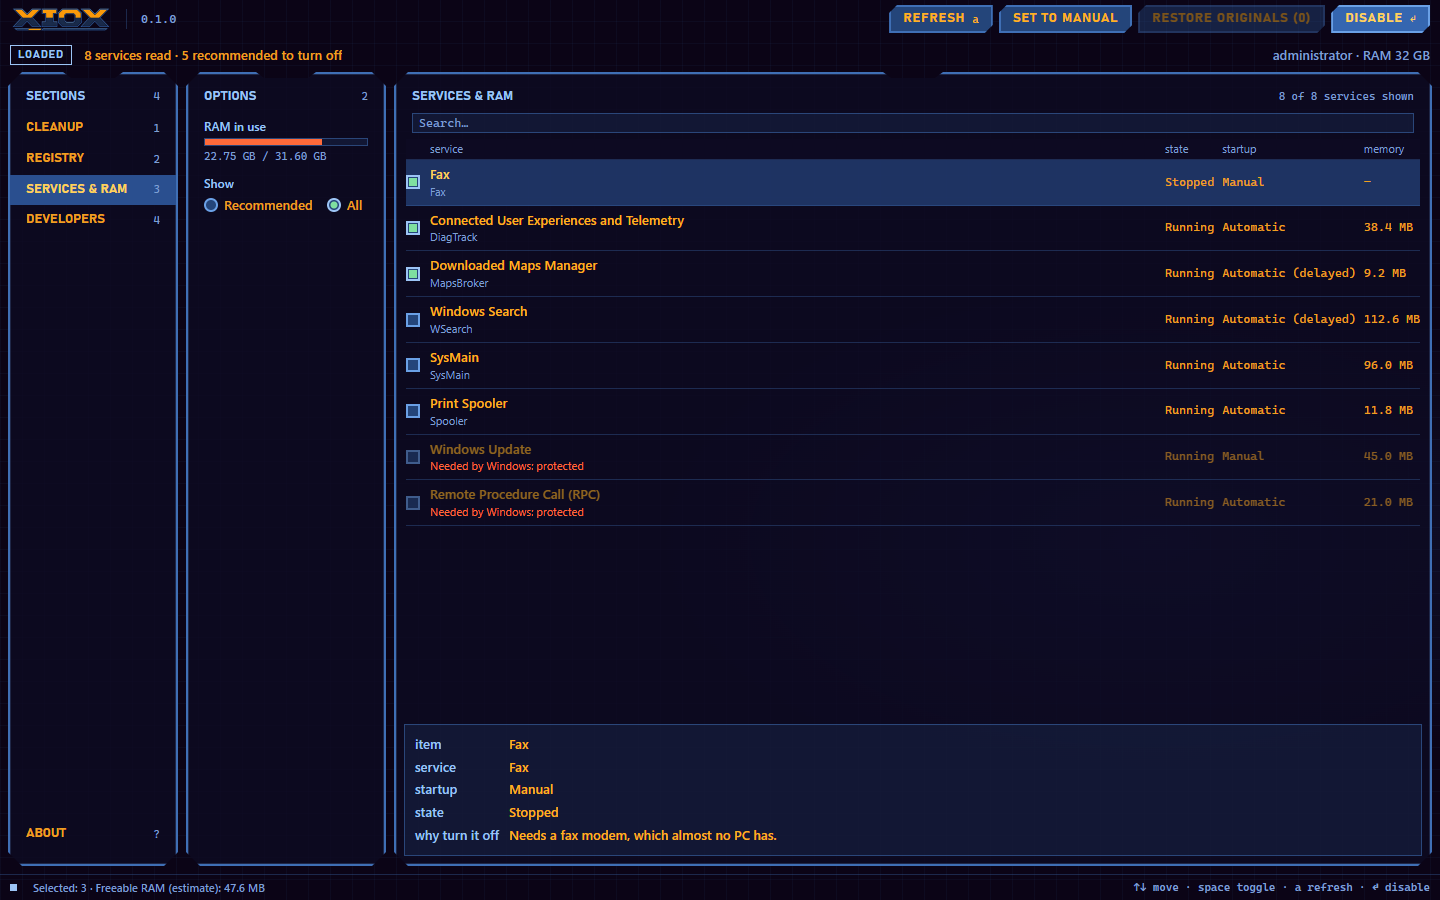 XIOX 0.1.0 REFRESH a SET TO MANUAL RESTORE ORIGINALS (0) DISABLE ↲
LOADED 8 services read · 5 recommended to turn off administrator · RAM 32 GB
SECTIONS 4
CLEANUP 1
REGISTRY 2
SERVICES & RAM 3
DEVELOPERS 4
ABOUT ?
OPTIONS 2
RAM in use
22.75 GB / 31.60 GB
Show
Recommended All
SERVICES & RAM 8 of 8 services shown
Search…
service state startup memory
Fax Stopped Manual —
Fax
Connected User Experiences and Telemetry Running Automatic 38.4 MB
DiagTrack
Downloaded Maps Manager Running Automatic (delayed) 9.2 MB
MapsBroker
Windows Search Running Automatic (delayed) 112.6 MB
WSearch
SysMain Running Automatic 96.0 MB
SysMain
Print Spooler Running Automatic 11.8 MB
Spooler
Windows Update Running Manual 45.0 MB
Needed by Windows: protected
Remote Procedure Call (RPC) Running Automatic 21.0 MB
Needed by Windows: protected
item Fax
service Fax
startup Manual
state Stopped
why turn it off Needs a fax modem, which almost no PC has.
Selected: 3 · Freeable RAM (estimate): 47.6 MB ↑↓ move · space toggle · a refresh · ↲ disable